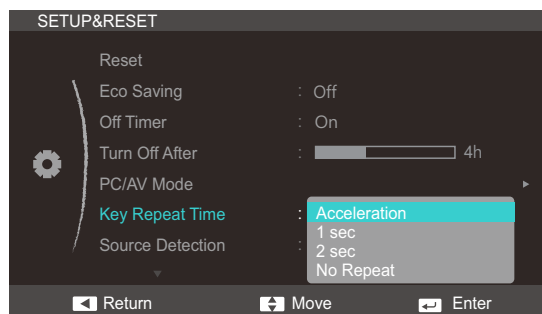 SETUP&RESET
Reset
Eco Saving : Off
Off Timer : On
Turn Off After : 4h
PC/AV Mode
Key Repeat Time : Acceleration
1 sec
Source Detection : 2 sec
No Repeat
Return Move Enter